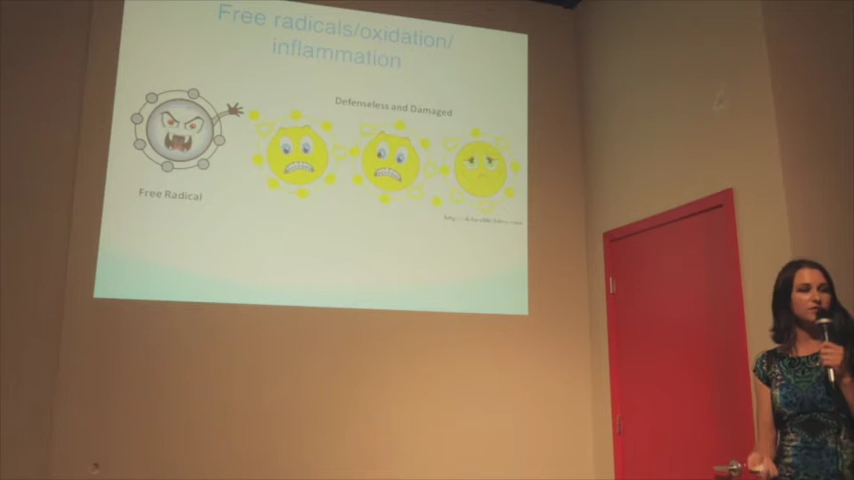 Free radicals/oxidation/
inflammation
Defenseless and Damaged
Free Radical